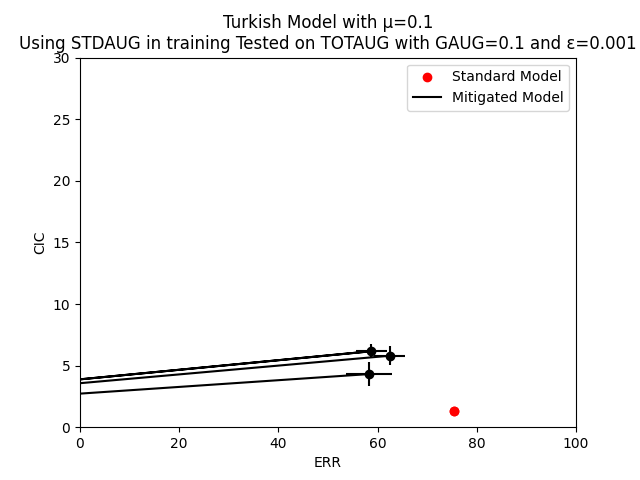 Turkish Model with μ=0.1
Using STDAUG in training Tested on TOTAUG with GAUG=0.1 and ε=0.001
Standard Model
Mitigated Model
30
25
20
15
10
5
0
CIC
0 20 40 60 80 100
ERR